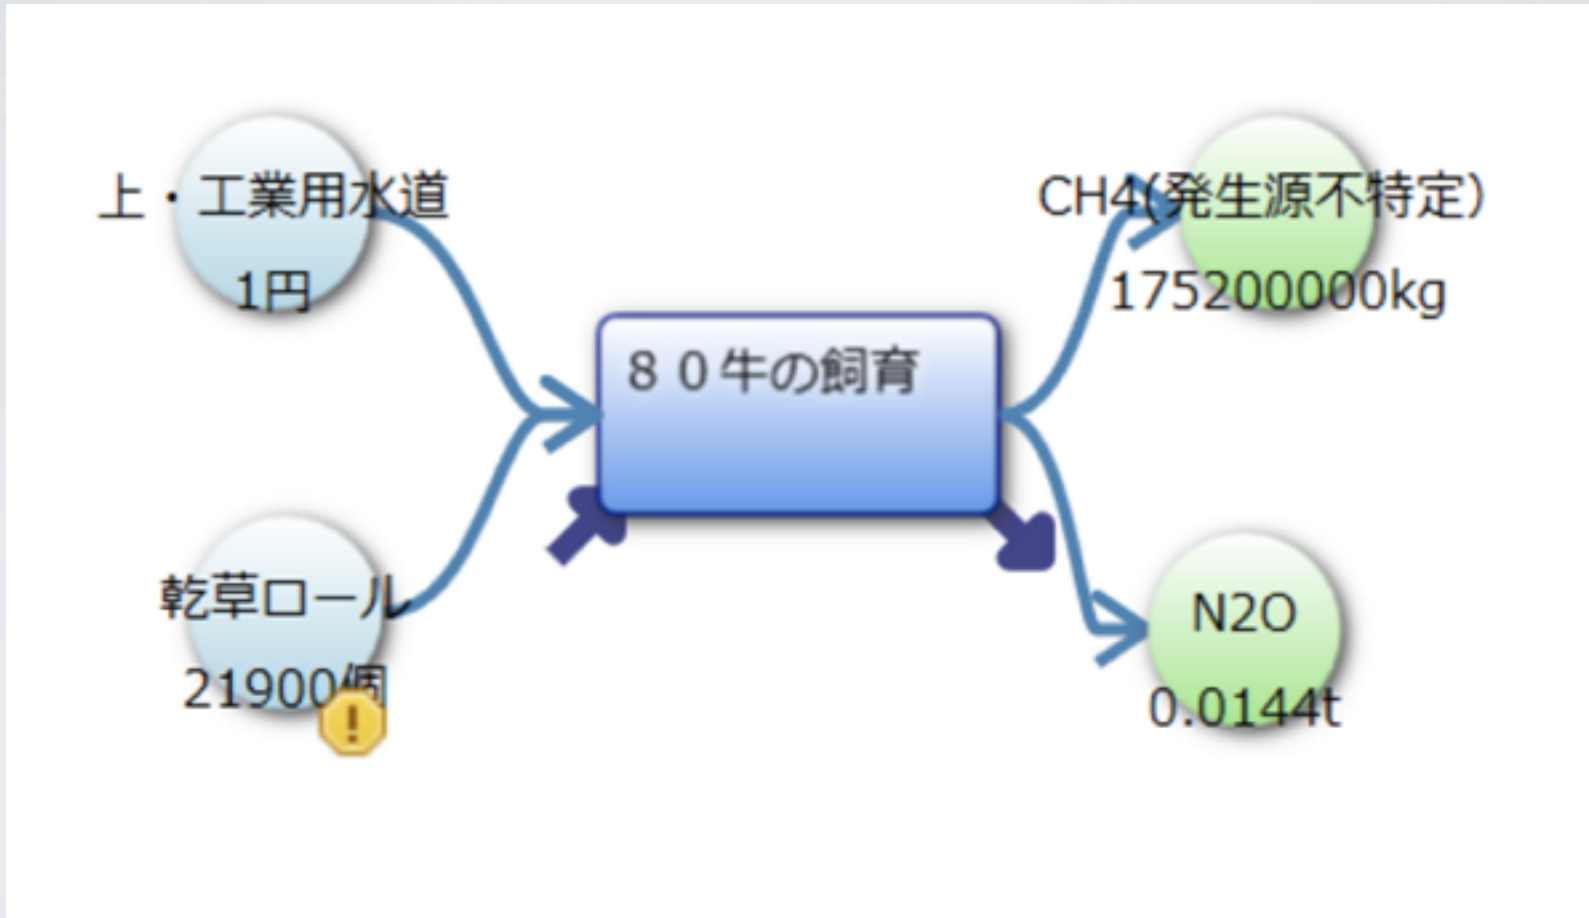 上・工業用水道
1円
CH4(発生源不特定）
175200000kg
８０牛の飼育
乾草ロール
21900個
N2O
0.0144t